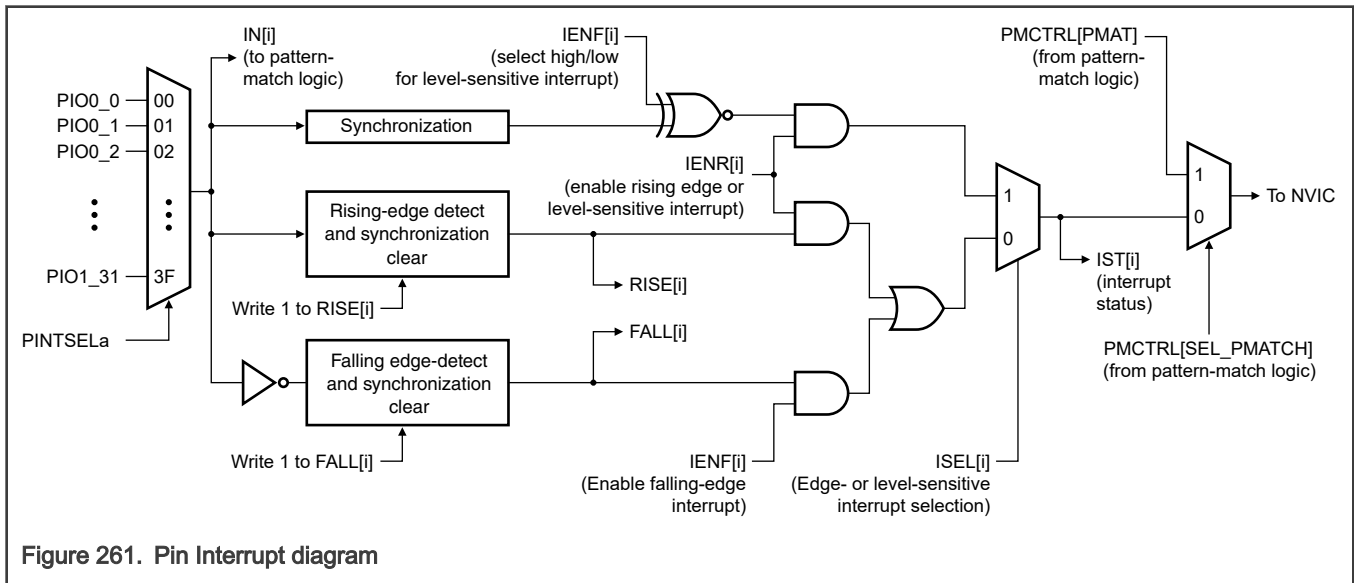 IN[i]
(to pattern-
match logic)
IENF[i]
(select high/low
for level-sensitive interrupt)
PMCTRL[PMAT]
(from pattern-
match logic)
PIO0_0
00
PIO0_1
01
PIO0_2
02
PIO1_31
3F
PINTSELa
Synchronization
IENR[i]
(enable rising edge or
level-sensitive interrupt)
Rising-edge detect
and synchronization
clear
Write 1 to RISE[i]
RISE[i]
FALL[i]
Falling edge-detect
and synchronization
clear
Write 1 to FALL[i]
IENF[i]
(Enable falling-edge
interrupt)
1
0
ISEL[i]
(Edge- or level-sensitive
interrupt selection)
IST[i]
(interrupt
status)
1
0
To NVIC
PMCTRL[SEL_PMATCH]
(from pattern-match logic)
Figure 261. Pin Interrupt diagram